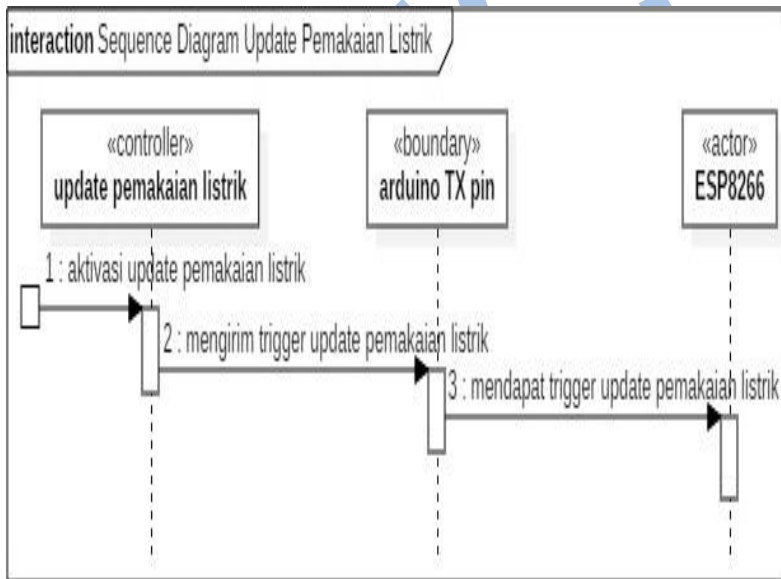 interaction Sequence Diagram Update Pemakaian Listrik
«controller»
update pemakaian listrik
«boundary»
arduino TX pin
«actor»
ESP8266
1 : aktivasi update pemakaian listrik
2 : mengirim trigger update pemakaian listrik
3 : mendapat trigger update pemakaian listrik